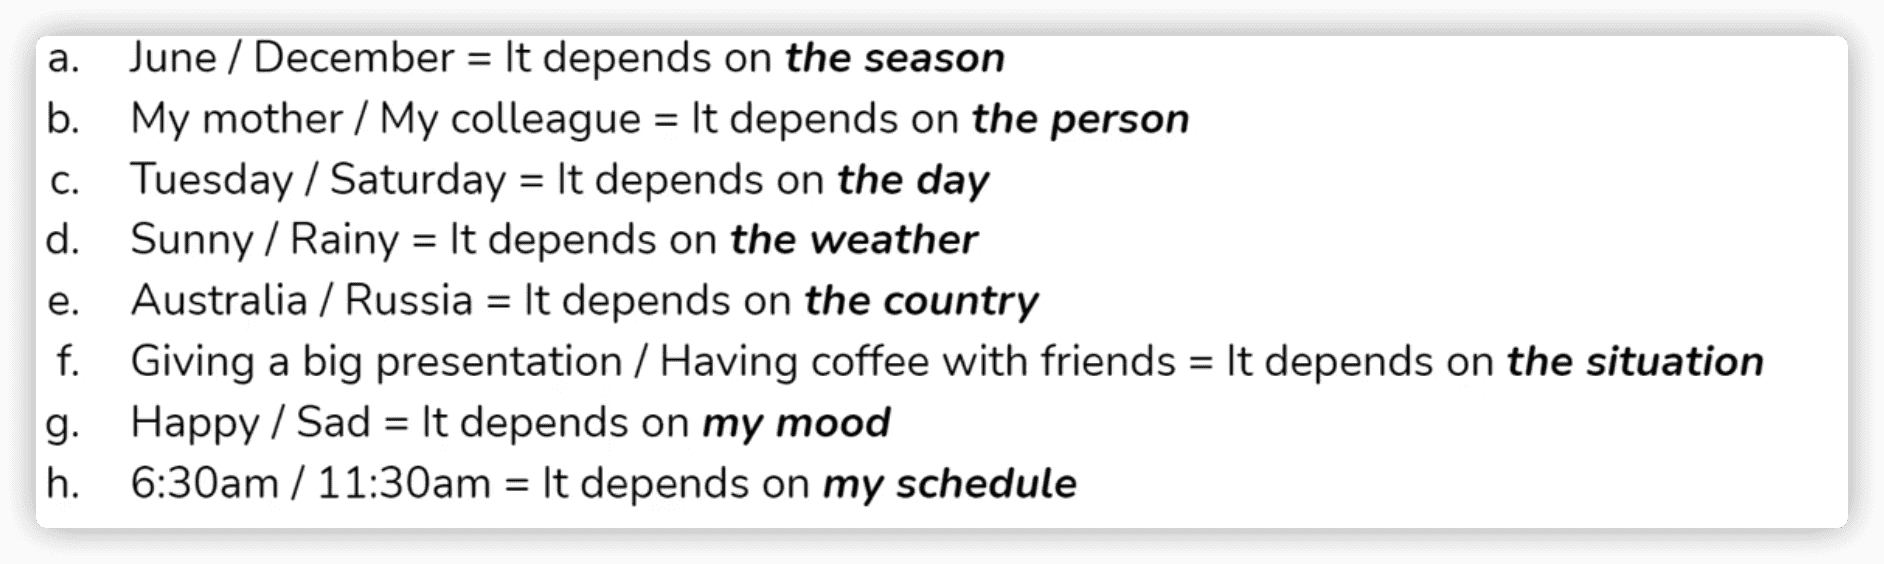 a. June / December = It depends on the season
b. My mother / My colleague = It depends on the person
c. Tuesday / Saturday = It depends on the day
d. Sunny / Rainy = It depends on the weather
e. Australia / Russia = It depends on the country
f. Giving a big presentation / Having coffee with friends = It depends on the situation
g. Happy / Sad = It depends on my mood
h. 6:30am / 11:30am = It depends on my schedule